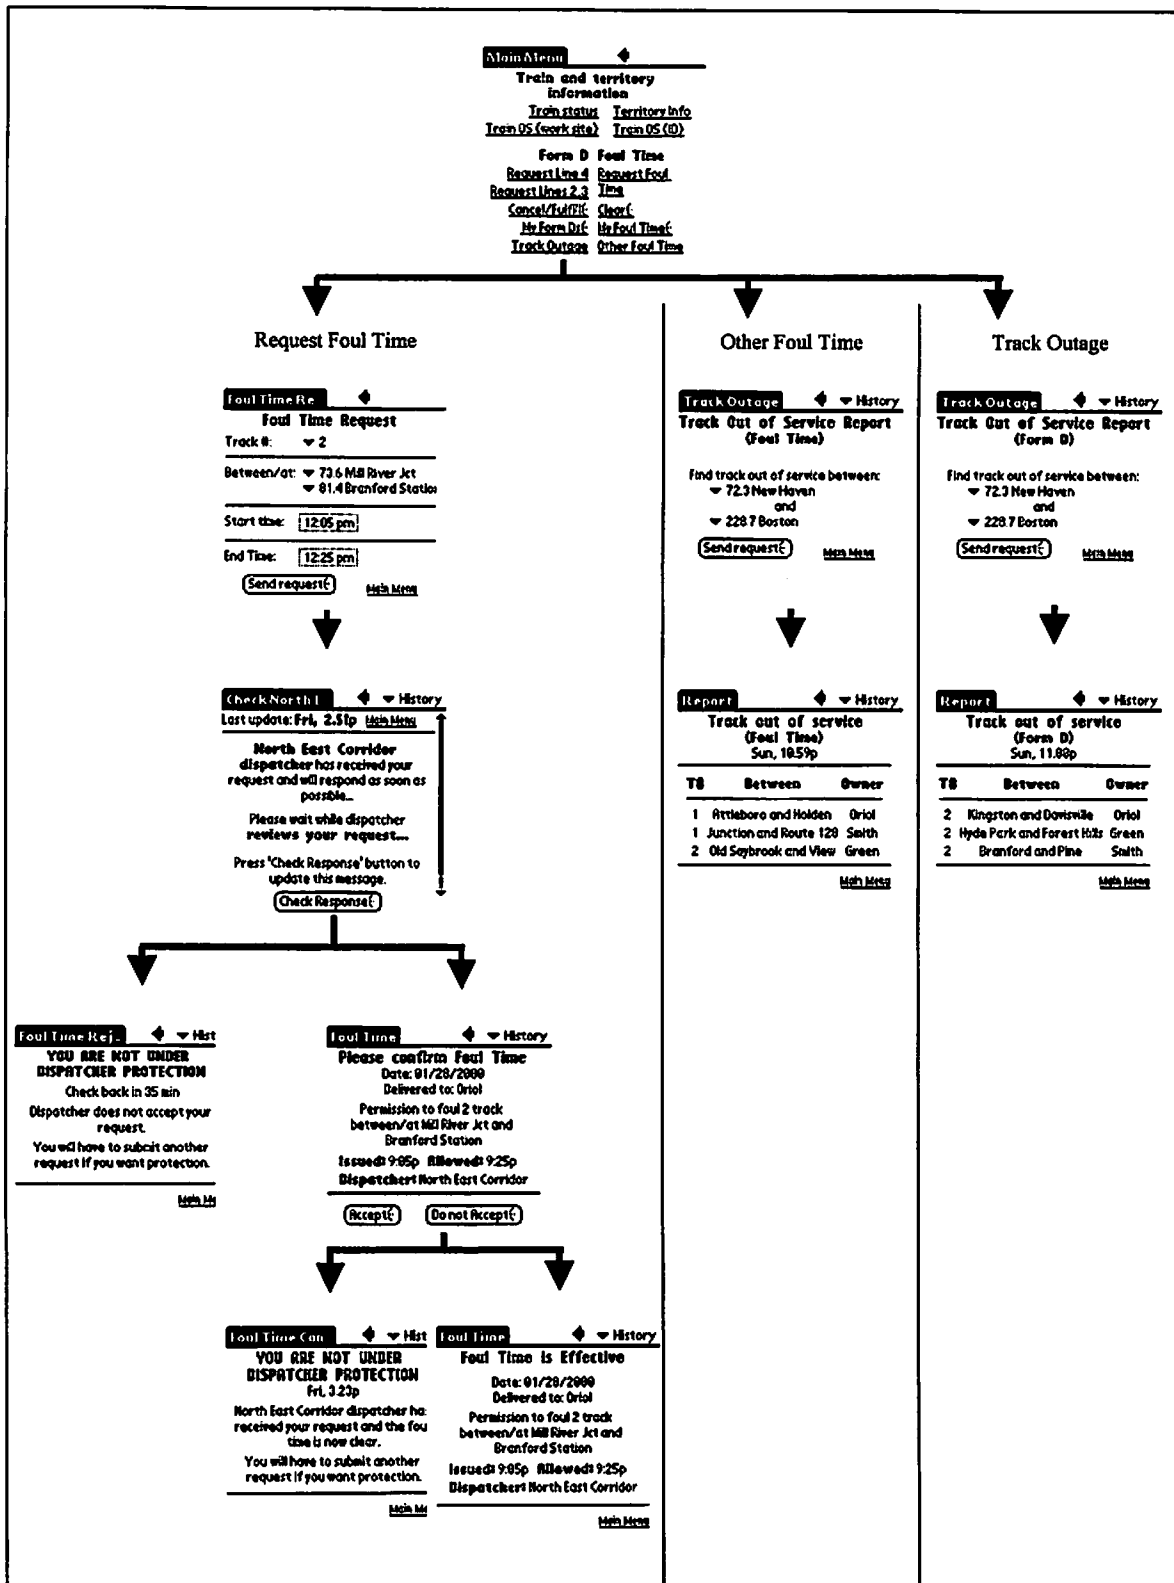 Main Menu
Train and territory
information
Train status Territory Info
Train OS (work site) Train OS (ID)
Form D Foul Time
Request Line 4 Request Foul
Request Lines 2,3 Time
Cancel/Fulfill Clear
My Form Ds My Foul Time
Track Outage Other Foul Time
Request Foul Time
Foul Time Re
Foul Time Request
Track #: 2
Between/at: 73.6 Mill River Jct
81.4 Branford Statio
Start time: 12:05 pm
End Time: 12:25 pm
Send request
Main Menu
Check North I
History
Last update: Fri, 2.51p Main Menu
North East Corridor
dispatcher has received your
request and will respond as soon as
possible...
Please wait while dispatcher
reviews your request...
Press 'Check Response' button to
update this message.
Check Response
Foul Time Rej..
Hist
YOU ARE NOT UNDER
DISPATCHER PROTECTION
Check back in 35 min
Dispatcher does not accept your
request.
You will have to submit another
request if you want protection.
Main Me
Foul Time
History
Please confirm Foul Time
Date: 01/28/2000
Delivered to: Oriol
Permission to foul 2 track
between/at Mill River Jct and
Branford Station
Issued: 9:05p Allowed: 9:25p
Dispatcher: North East Corridor
Accept Do not Accept
Foul Time Can
Hist
YOU ARE NOT UNDER
DISPATCHER PROTECTION
Fri, 3.23p
North East Corridor dispatcher ha
received your request and the fou
time is now clear.
You will have to submit another
request if you want protection.
Main Me
Foul Time
History
Foul Time is Effective
Date: 01/28/2000
Delivered to: Oriol
Permission to foul 2 track
between/at Mill River Jct and
Branford Station
Issued: 9:05p Allowed: 9:25p
Dispatcher: North East Corridor
Main Menu
Other Foul Time
Track Outage
History
Track Out of Service Report
(Foul Time)
Find track out of service between:
72.3 New Haven
and
228.7 Boston
Send request
Main Menu
Report
History
Track out of service
(Foul Time)
Sun, 10.59p
T# Between Owner
1 Attleboro and Holden Oriol
1 Junction and Route 128 Smith
2 Old Saybrook and View Green
Main Menu
Track Outage
Track Outage
History
Track Out of Service Report
(Form D)
Find track out of service between:
72.3 New Haven
and
228.7 Boston
Send request
Main Menu
Report
History
Track out of service
(Form D)
Sun, 11.00p
T# Between Owner
2 Kingston and Davisville Oriol
2 Hyde Park and Forest Hills Green
2 Branford and Pine Smith
Main Menu